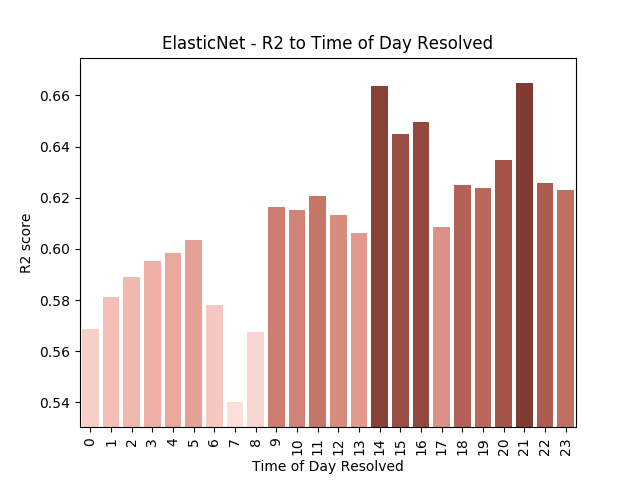 ElasticNet - R2 to Time of Day Resolved
R2 score
0.66
0.64
0.62
0.60
0.58
0.56
0.54
0 1 2 3 4 5 6 7 8 9 10 11 12 13 14 15 16 17 18 19 20 21 22 23
Time of Day Resolved